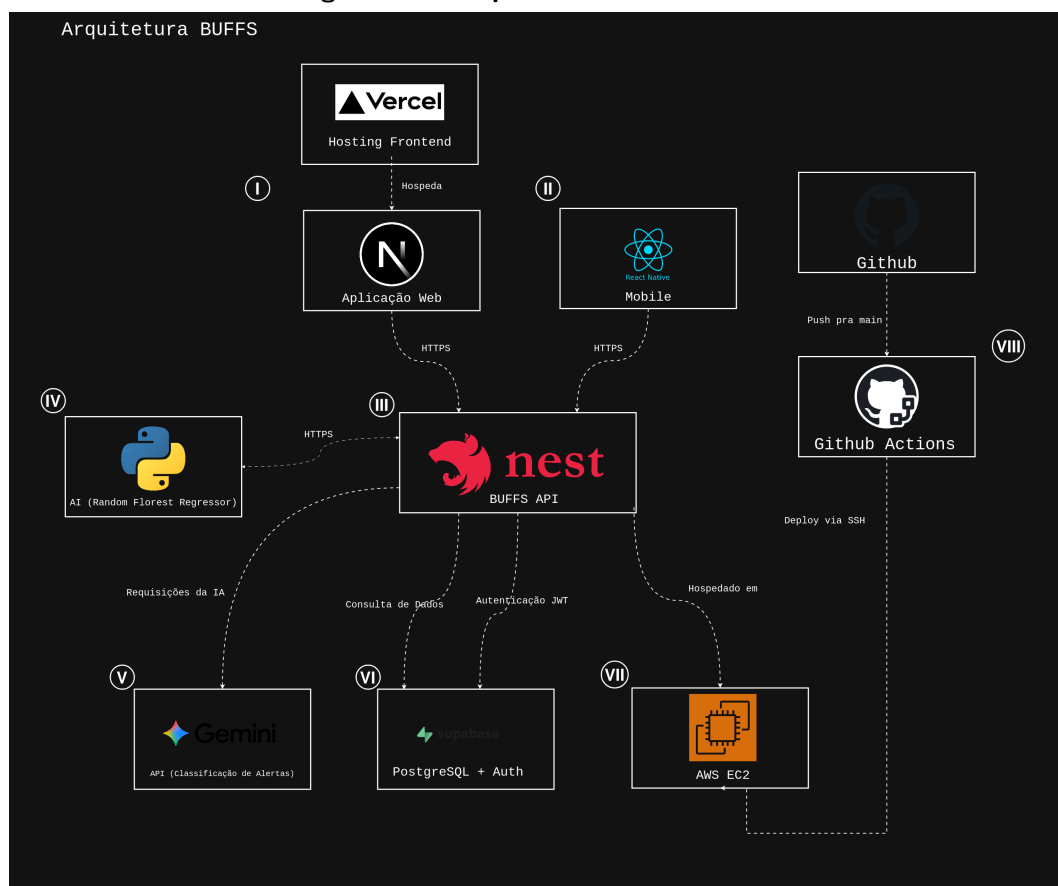 Arquitetura BUFFS
Vercel
Hosting Frontend
I
Hospeda
II
N
Aplicação Web
React Native
Mobile
Github
Push pra main
VIII
Github Actions
HTTPS
HTTPS
IV
III
HTTPS
nest
BUFFS API
AI (Random Florest Regressor)
Deploy via SSH
Requisições da IA
Consulta de Dados
Autenticação JWT
Hospedado em
V
VI
VII
Gemini
API (Classificação de Alertas)
supabase
PostgreSQL + Auth
AWS EC2